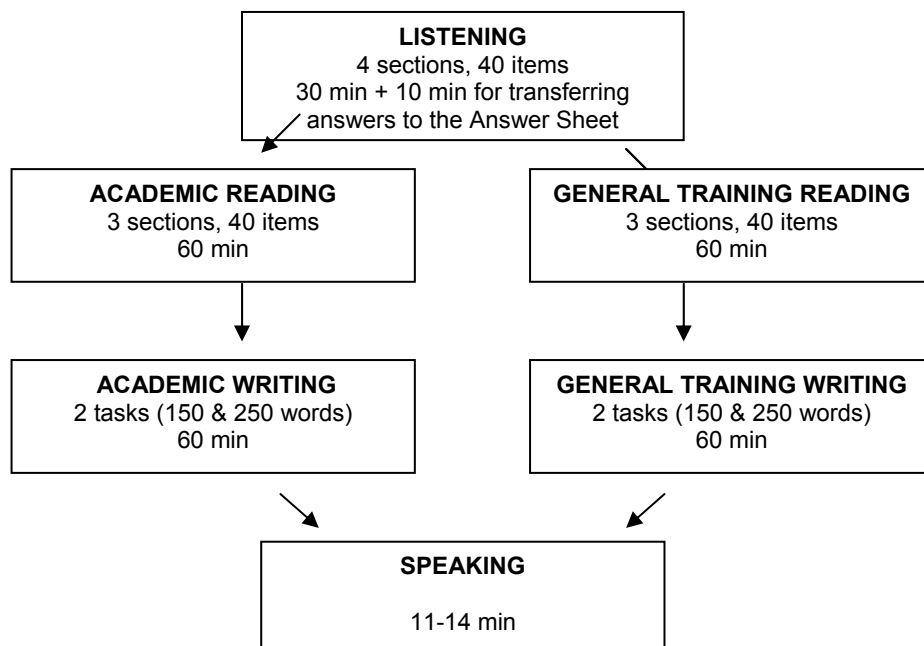 LISTENING
4 sections, 40 items
30 min + 10 min for transferring
answers to the Answer Sheet
ACADEMIC READING
3 sections, 40 items
60 min
GENERAL TRAINING READING
3 sections, 40 items
60 min
ACADEMIC WRITING
2 tasks (150 & 250 words)
60 min
GENERAL TRAINING WRITING
2 tasks (150 & 250 words)
60 min
SPEAKING
11-14 min